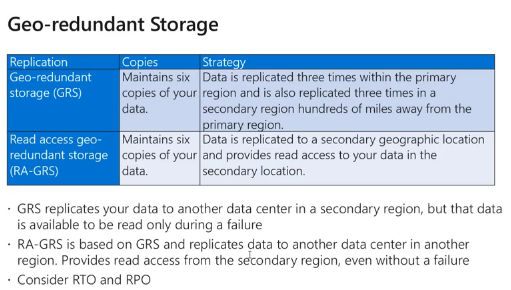 Geo-redundant Storage
Replication Copies Strategy
Geo-redundant storage (GRS)
Maintains six copies of your data.
Data is replicated three times within the primary region and is also replicated three times in a secondary region hundreds of miles away from the primary region.
Read access geo-redundant storage (RA-GRS)
Maintains six copies of your data.
Data is replicated to a secondary geographic location and provides read access to your data in the secondary location.
· GRS replicates your data to another data center in a secondary region, but that data
is available to be read only during a failure
· RA-GRS is based on GRS and replicates data to another data center in another
region. Provides read access from the secondary region, even without a failure
· Consider RTO and RPO